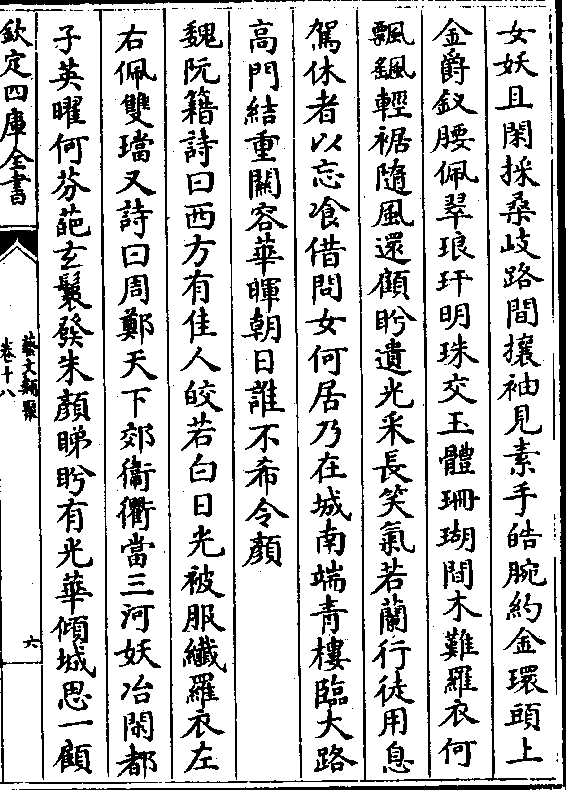 女妖且閑採桑岐路間攘袖見素手皓腕約金環頭上
金爵釵腰佩翠琅玕明珠交玉體珊瑚間木難羅衣何
飄颻輕裾隨風還顧盼遺光采長笑氣若蘭行徒用息
駕休者以忘飡借問女何居乃在城南端青樓臨大路
高門結重關容華暉朝日誰不希令顏
魏阮籍詩曰西方有佳人皎若白日光被服纖羅衣左
右佩雙璫又詩曰周鄭天下郊衢衢當三河妖冶閑都
子英曜何芬葩玄鬢發朱顏睇盼有光華傾城思一顧
欽定四庫全書
藝文類聚
卷十八
六